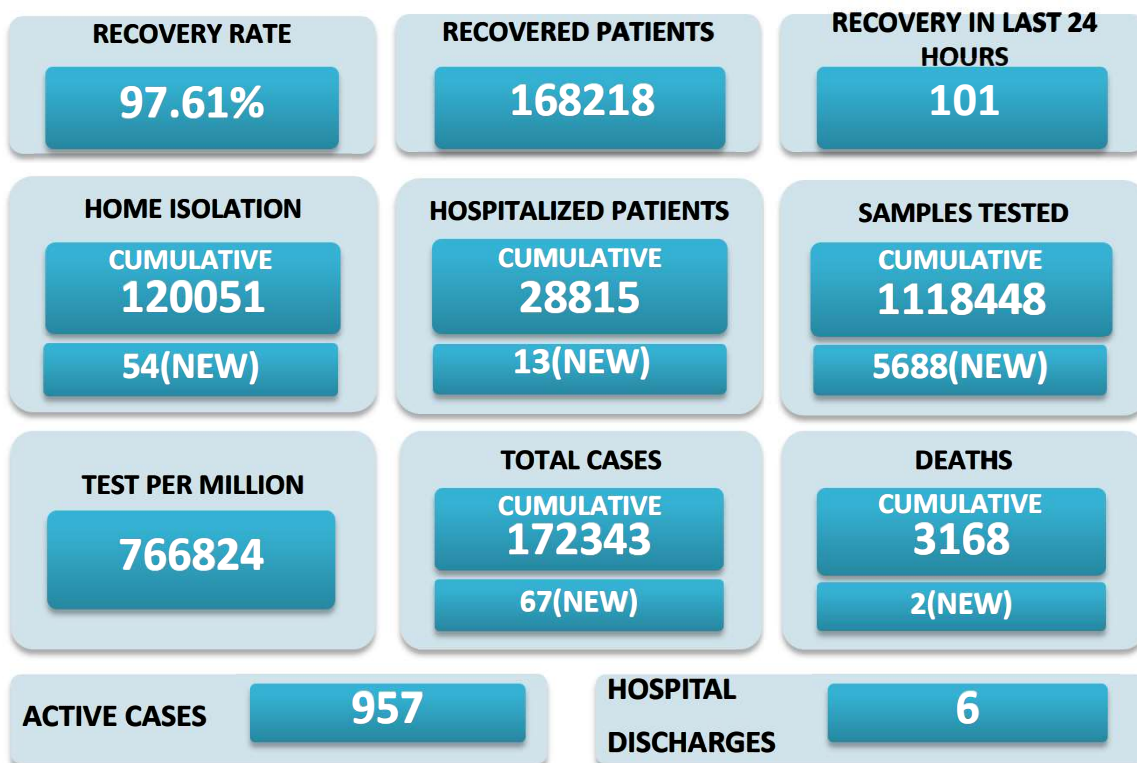 RECOVERY RATE
97.61%
RECOVERED PATIENTS
168218
RECOVERY IN LAST 24
HOURS
101
HOME ISOLATION
CUMULATIVE
120051
54(NEW)
HOSPITALIZED PATIENTS
CUMULATIVE
28815
13(NEW)
SAMPLES TESTED
CUMULATIVE
1118448
5688(NEW)
TEST PER MILLION
766824
TOTAL CASES
CUMULATIVE
172343
67(NEW)
DEATHS
CUMULATIVE
3168
2(NEW)
ACTIVE CASES
957
HOSPITAL
DISCHARGES
6